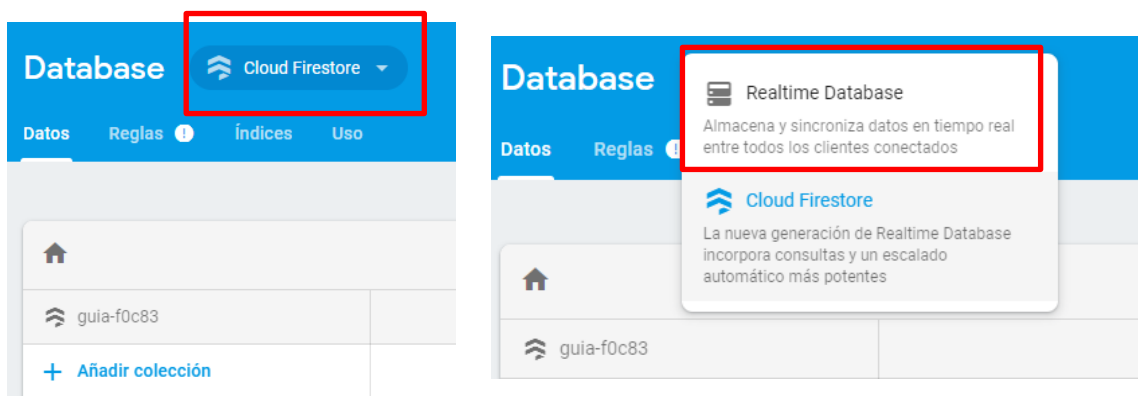 Database Cloud Firestore
Datos Reglas Índices Uso
guia-f0c83
+ Añadir colección
Database
Datos Reglas
Realtime Database
Almacena y sincroniza datos en tiempo real
entre todos los clientes conectados
Cloud Firestore
La nueva generación de Realtime Database
incorpora consultas y un escalado
automático más potentes
guia-f0c83